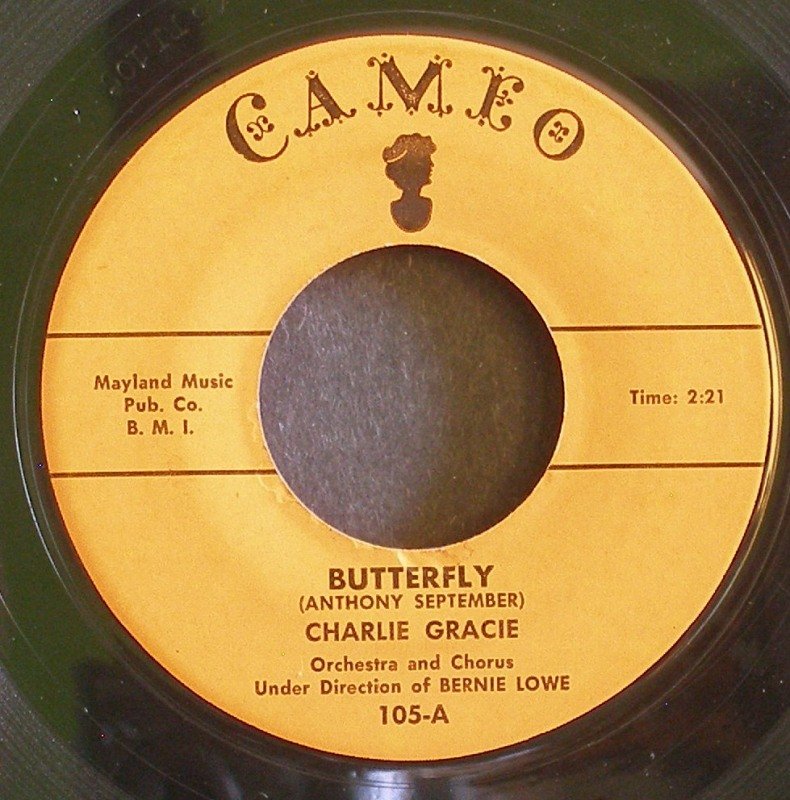 CAMEO
Mayland Music
Pub. Co.
B. M. I.
Time: 2:21
BUTTERFLY
(ANTHONY SEPTEMBER)
CHARLIE GRACIE
Orchestra and Chorus
Under Direction of BERNIE LOWE
105-A